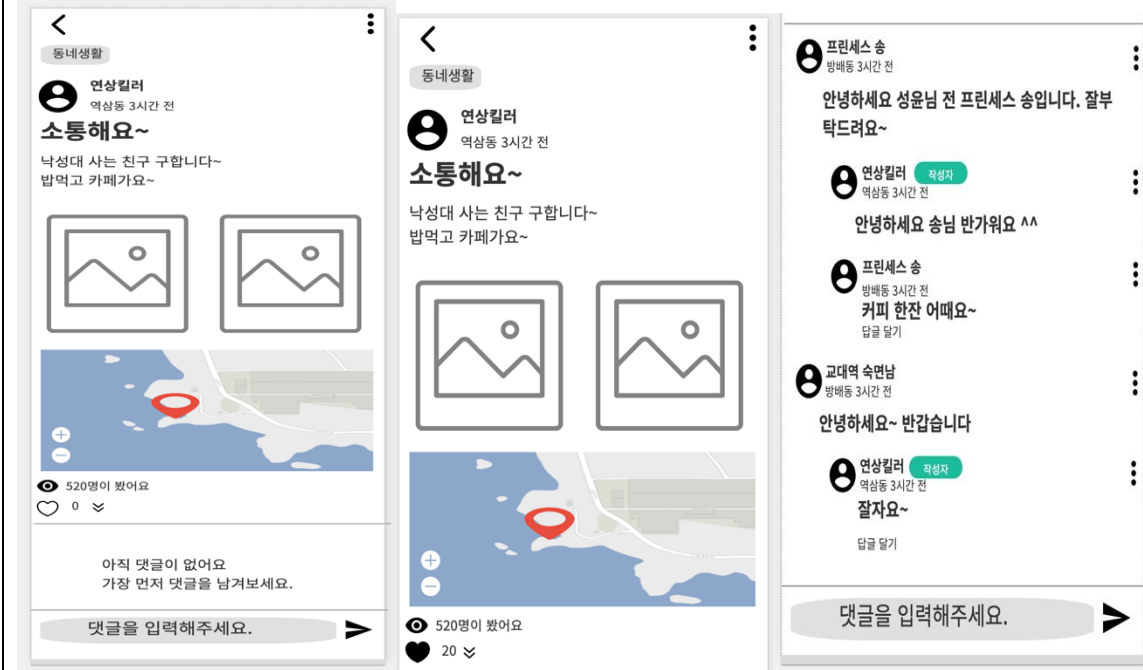 동네생활
연상킬러
역삼동 3시간 전
소통해요~
낙성대 사는 친구 구합니다~
밥먹고 카페가요~
520명이 봤어요
0
아직 댓글이 없어요
가장 먼저 댓글을 남겨보세요.
댓글을 입력해주세요.
동네생활
연상킬러
역삼동 3시간 전
소통해요~
낙성대 사는 친구 구합니다~
밥먹고 카페가요~
520명이 봤어요
20
프린세스 송
방배동 3시간 전
안녕하세요 성윤님 전 프린세스 송입니다. 잘부
탁드려요~
연상킬러 작성자
역삼동 3시간 전
안녕하세요 송님 반가워요 ^^
프린세스 송
방배동 3시간 전
커피 한잔 어때요~
답글 달기
교대역 숙면남
방배동 3시간 전
안녕하세요~ 반갑습니다
연상킬러 작성자
역삼동 3시간 전
잘자요~
답글 달기
댓글을 입력해주세요.